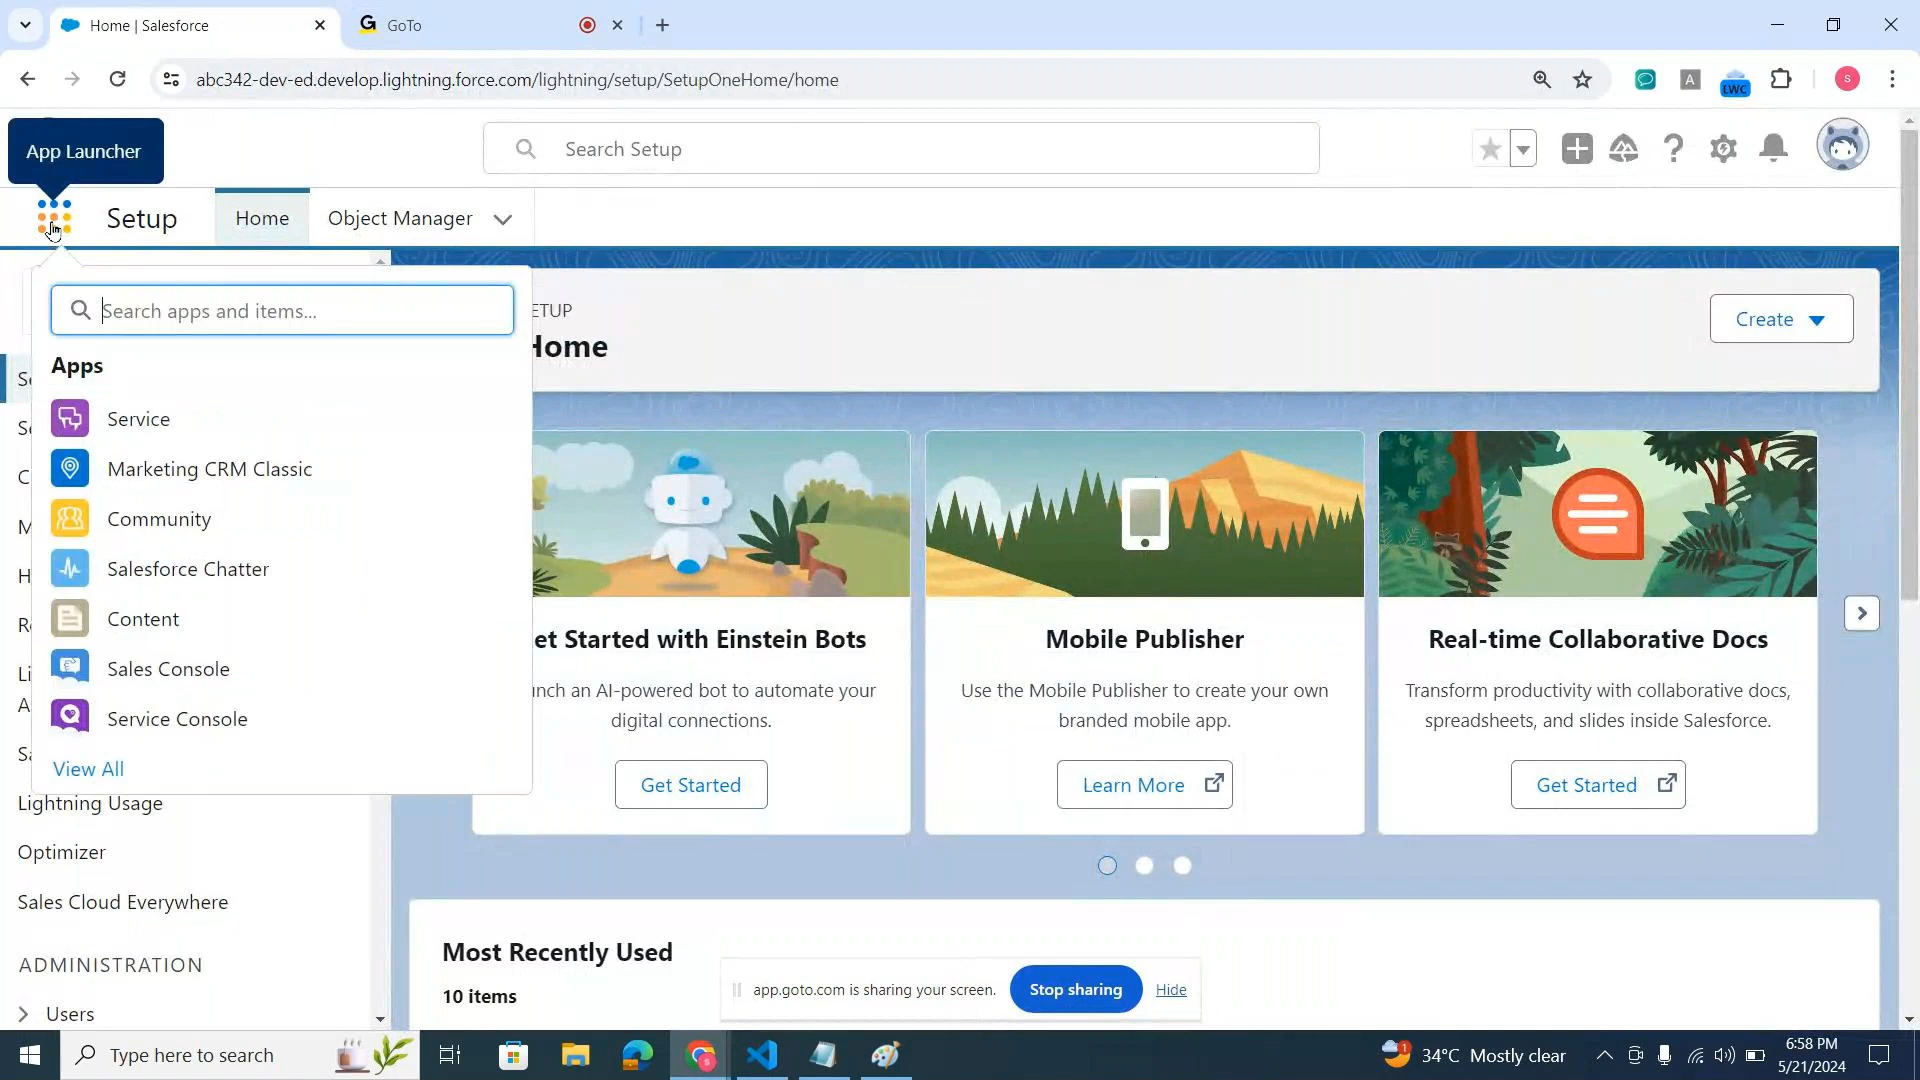 Home | Salesforce
GoTo
abc342-dev-ed.develop.lightning.force.com/lightning/setup/SetupOneHome/home
A
LWC
S
App Launcher
Search Setup
Setup
Home
Object Manager
Search apps and items...
Apps
Service
Marketing CRM Classic
Community
Salesforce Chatter
Content
Sales Console
Service Console
View All
Lightning Usage
Optimizer
Sales Cloud Everywhere
ADMINISTRATION
Users
ETUP
Home
Create
et Started with Einstein Bots
nch an AI-powered bot to automate your
digital connections.
Get Started
Mobile Publisher
Use the Mobile Publisher to create your own
branded mobile app.
Learn More
Real-time Collaborative Docs
Transform productivity with collaborative docs,
spreadsheets, and slides inside Salesforce.
Get Started
Most Recently Used
10 items
app.goto.com is sharing your screen.
Stop sharing
Hide
Type here to search
1
34°C Mostly clear
6:58 PM
5/21/2024